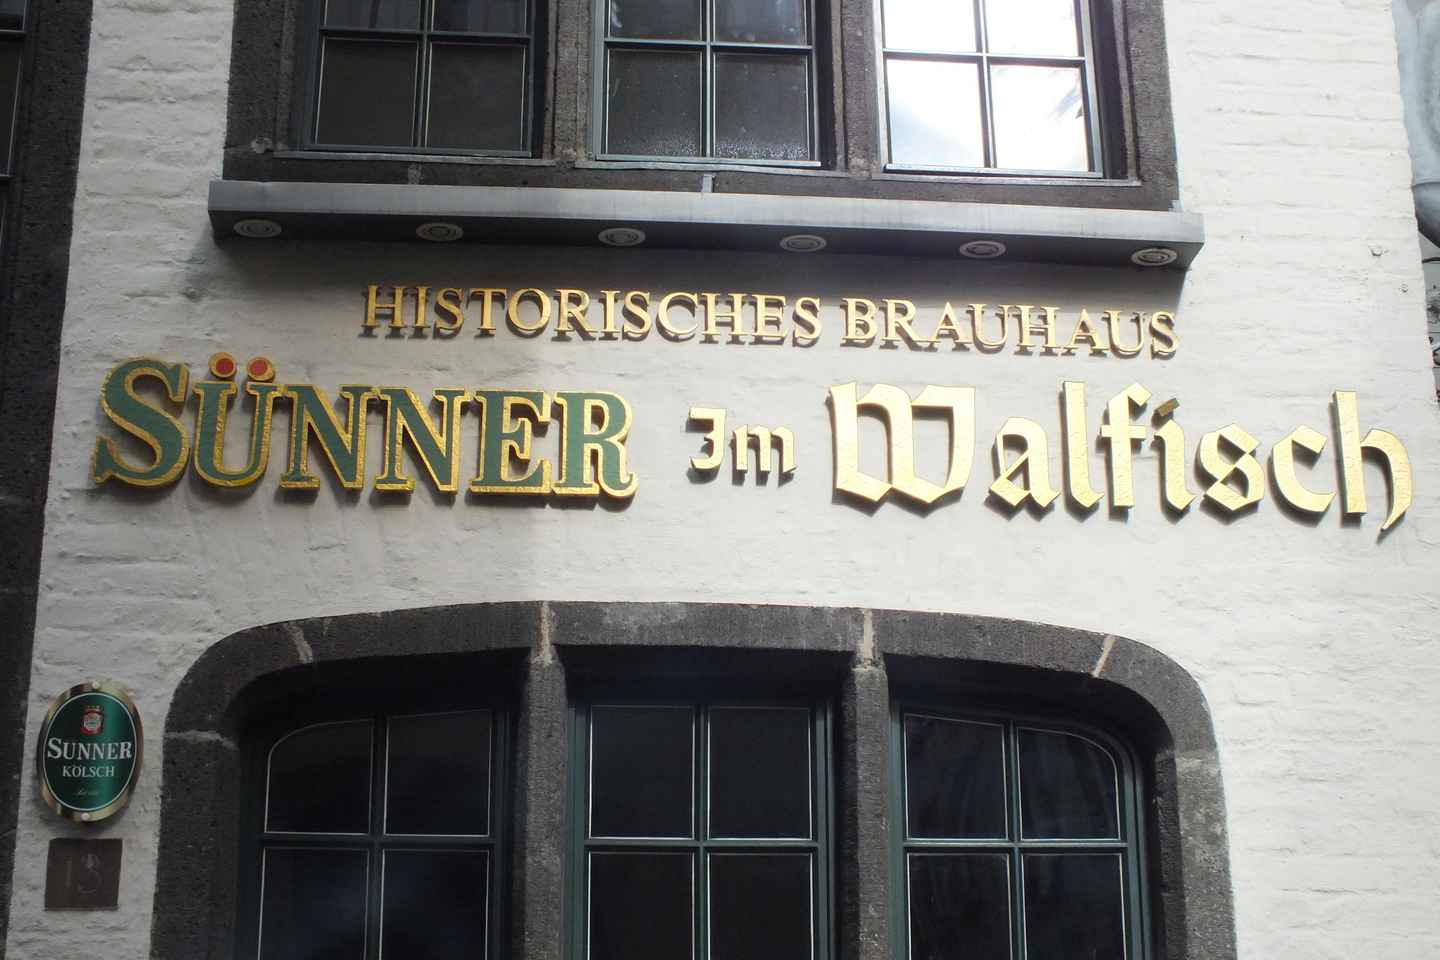 HISTORISCHES BRAUHAUS
SÜNNER Im Walfisch
SÜNNER
KÖLSCH
13